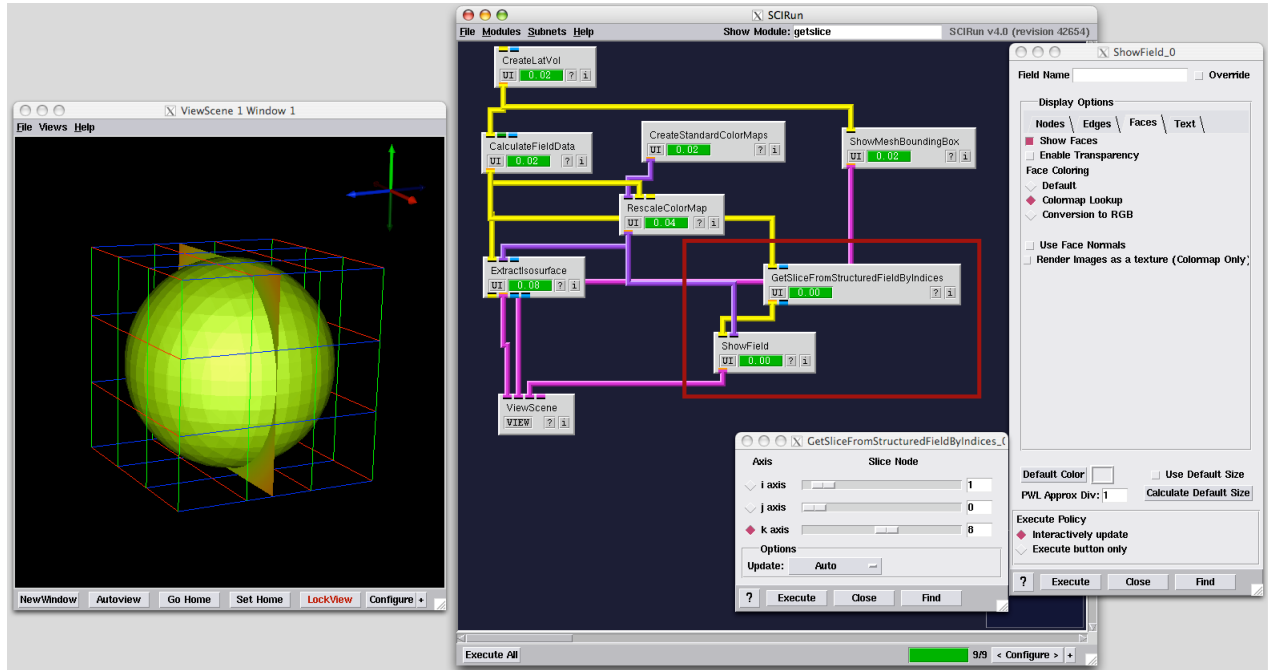 X ViewScene 1 Window 1
File Views Help
NewWindow Autoview Go Home Set Home LockView Configure +
X SCIRun
File Modules Subnets Help Show Module: getslice SCIRun v4.0 (revision 42654)
CreateLatVol
UI 0.02 ? i
CalculateFieldData
UI 0.02 ? i
CreateStandardColorMaps
UI 0.02 ? i
ShowMeshBoundingBox
UI 0.02 ? i
RescaleColorMap
UI 0.04 ? i
ExtractIsosurface
UI 0.08 ? i
GetSliceFromStructuredFieldByIndices
UI 0.00 ? i
ShowField
UI 0.00 ? i
ViewScene
VIEW ? i
Execute All 9/9 < Configure > +
X GetSliceFromStructuredFieldByIndices_0
Axis Slice Node
i axis 1
j axis 0
k axis 8
Options
Update: Auto
? Execute Close Find
X ShowField_0
Field Name Override
Display Options
Nodes \ Edges \ Faces \ Text \
Show Faces
Enable Transparency
Face Coloring
Default
Colormap Lookup
Conversion to RGB
Use Face Normals
Render Images as a texture (Colormap Only)
Default Color Use Default Size
PWL Approx Div: 1 Calculate Default Size
Execute Policy
Interactively update
Execute button only
? Execute Close Find